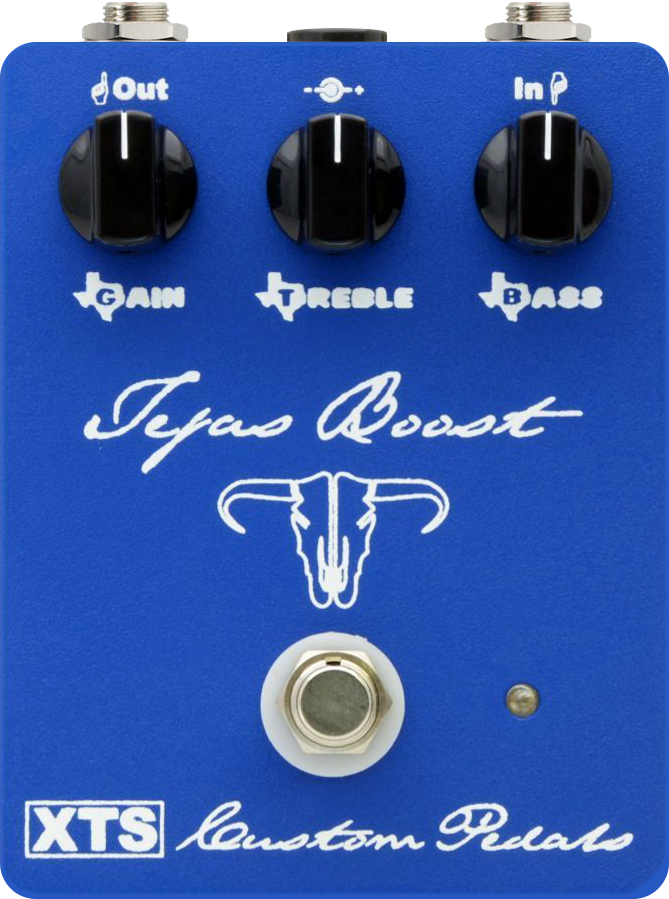 Out - + In
GAIN TREBLE BASS
Tejas Boost
XTS Custom Pedals